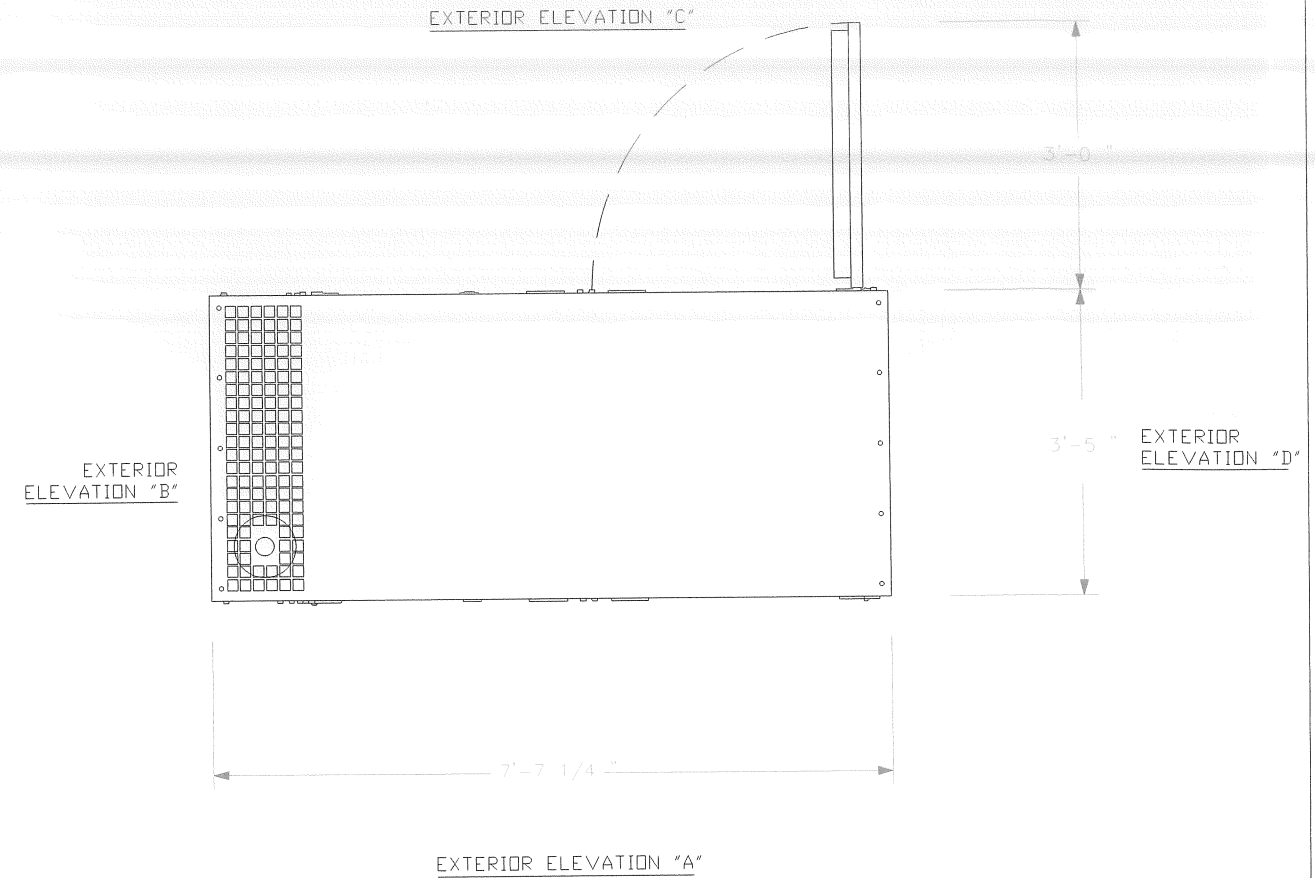 EXTERIOR ELEVATION "C"
3'-0 "
3'-5 "
EXTERIOR
ELEVATION "D"
EXTERIOR
ELEVATION "B"
7'-7 1/4 "
EXTERIOR ELEVATION "A"